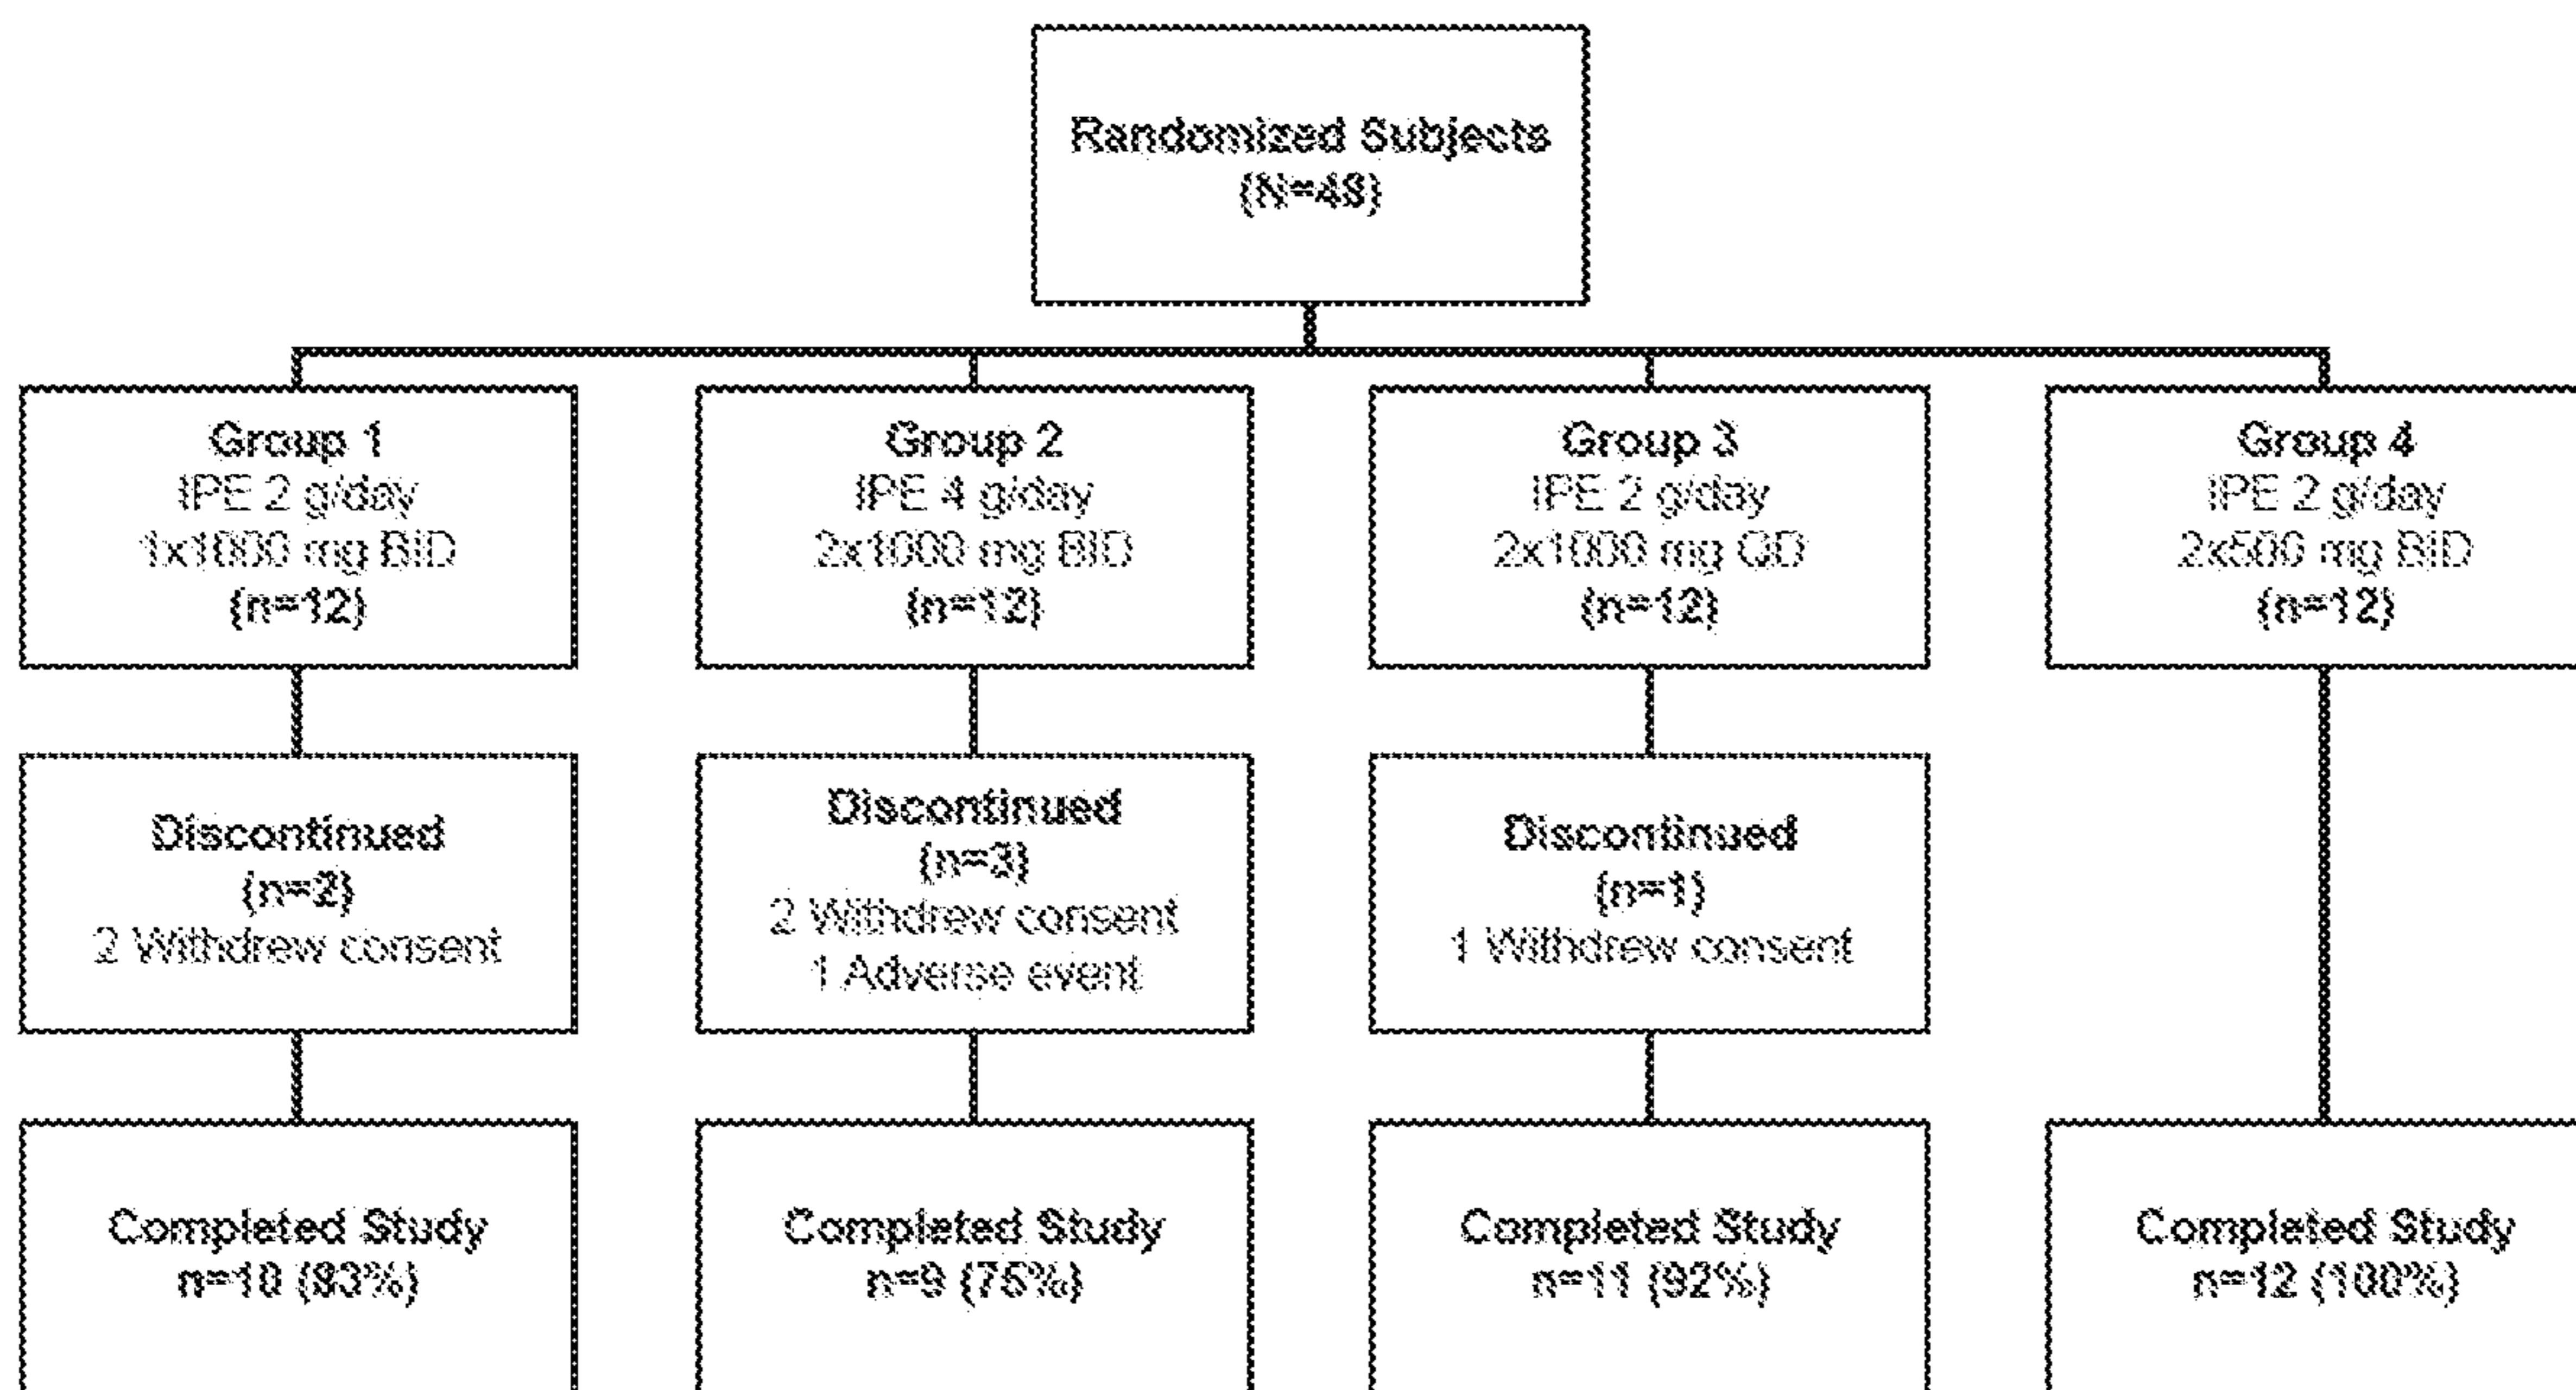 Randomized Subjects
(N=48)
Group 1
IPE 2 g/day
1x1000 mg BID
(n=12)
Group 2
IPE 4 g/day
2x1000 mg BID
(n=12)
Group 3
IPE 2 g/day
2x1000 mg QD
(n=12)
Group 4
IPE 2 g/day
2x500 mg BID
(n=12)
Discontinued
(n=2)
2 Withdrew consent
Discontinued
(n=3)
2 Withdrew consent
1 Adverse event
Discontinued
(n=1)
1 Withdrew consent
Completed Study
n=10 (83%)
Completed Study
n=9 (75%)
Completed Study
n=11 (92%)
Completed Study
n=12 (100%)